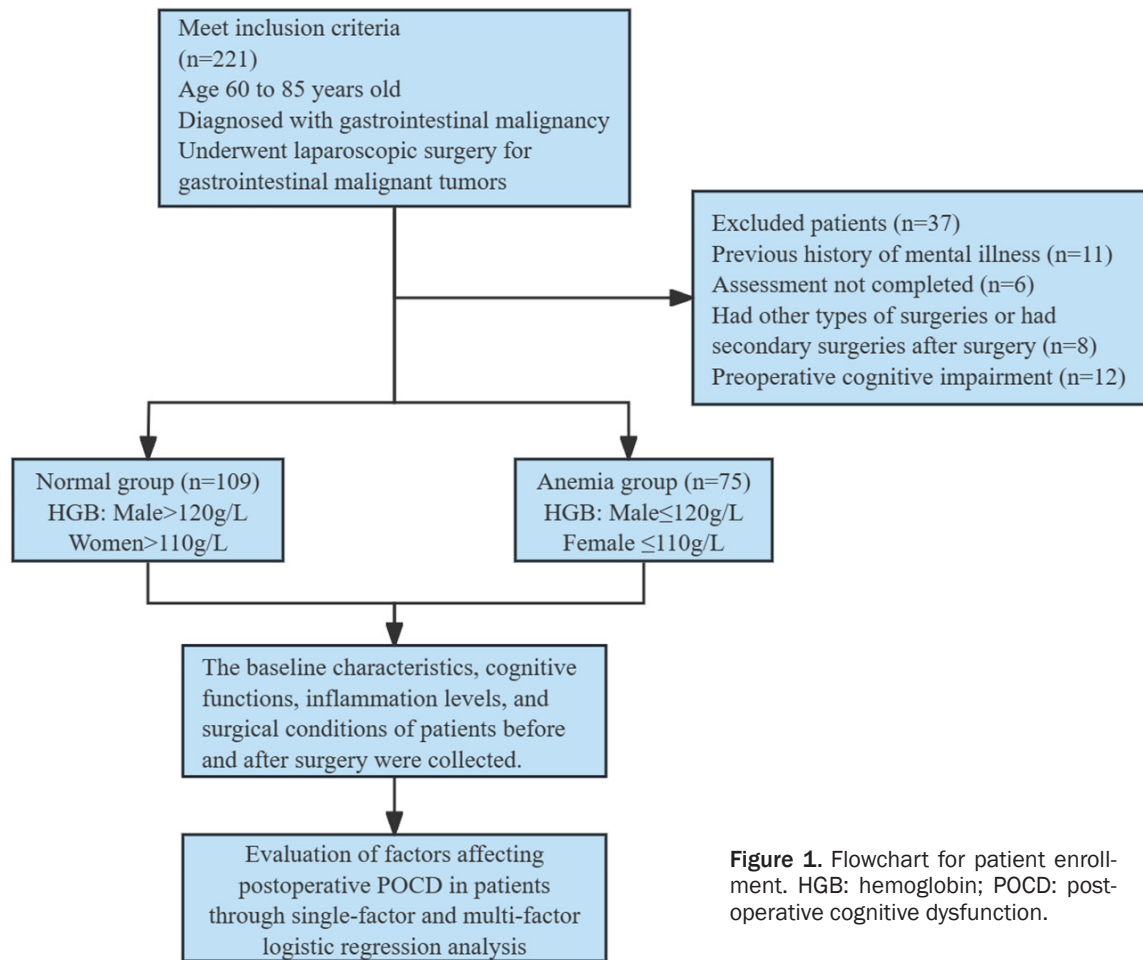 Meet inclusion criteria
(n=221)
Age 60 to 85 years old
Diagnosed with gastrointestinal malignancy
Underwent laparoscopic surgery for
gastrointestinal malignant tumors
Excluded patients (n=37)
Previous history of mental illness (n=11)
Assessment not completed (n=6)
Had other types of surgeries or had
secondary surgeries after surgery (n=8)
Preoperative cognitive impairment (n=12)
Normal group (n=109)
HGB: Male>120g/L
Women>110g/L
Anemia group (n=75)
HGB: Male≤120g/L
Female ≤110g/L
The baseline characteristics, cognitive
functions, inflammation levels, and
surgical conditions of patients before
and after surgery were collected.
Evaluation of factors affecting
postoperative POCD in patients
through single-factor and multi-factor
logistic regression analysis
Figure 1. Flowchart for patient enroll-
ment. HGB: hemoglobin; POCD: post-
operative cognitive dysfunction.